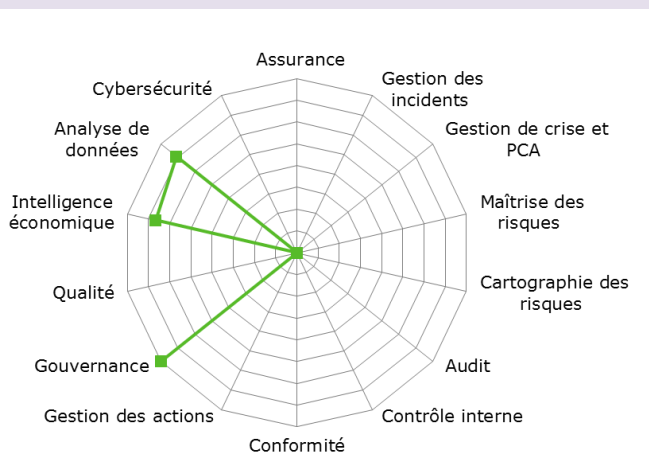 Assurance
Gestion des
incidents
Gestion de crise et
PCA
Maîtrise des
risques
Cartographie des
risques
Audit
Contrôle interne
Conformité
Gestion des actions
Gouvernance
Qualité
Intelligence
économique
Analyse de
données
Cybersécurité